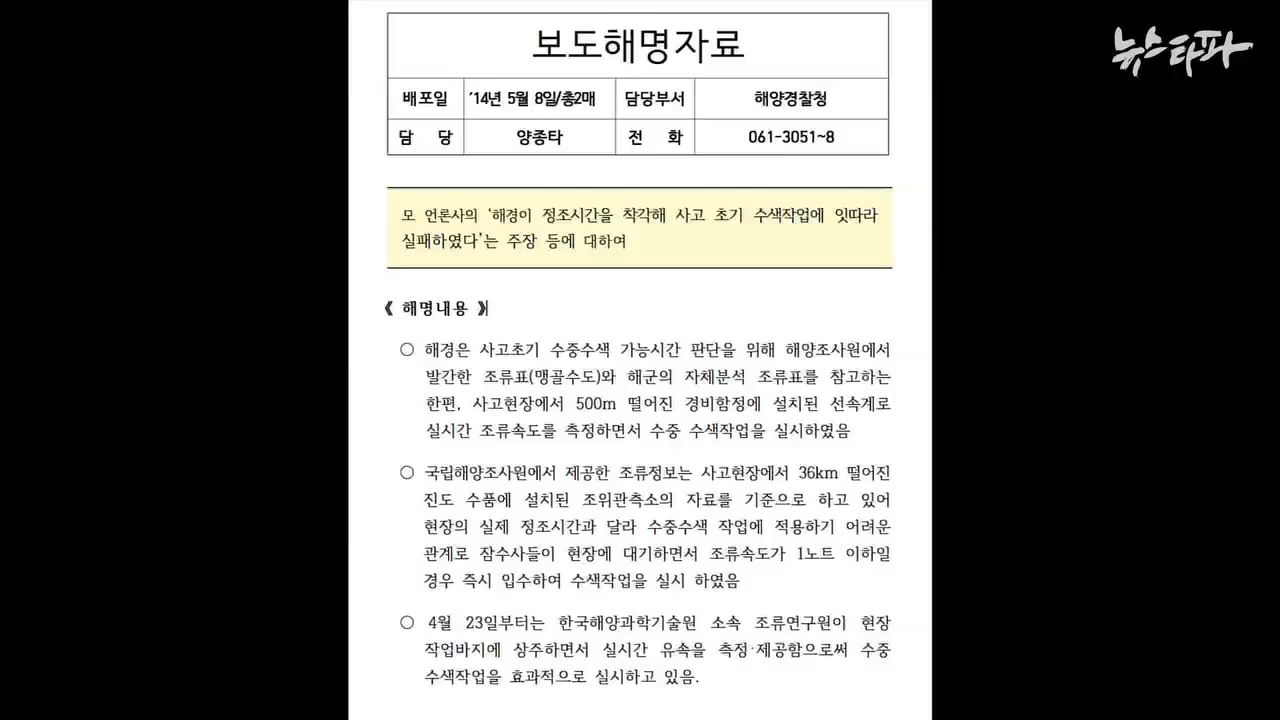 뉴스타파
보도해명자료
배포일 '14년 5월 8일/총2매 담당부서 해양경찰청
담 당 양종타 전 화 061-3051~8
모 언론사의 '해경이 정조시간을 착각해 사고 초기 수색작업에 잇따라
실패하였다'는 주장 등에 대하여
《 해명내용 》
○ 해경은 사고초기 수중수색 가능시간 판단을 위해 해양조사원에서
발간한 조류표(맹골수도)와 해군의 자체분석 조류표를 참고하는
한편, 사고현장에서 500m 떨어진 경비함정에 설치된 선속계로
실시간 조류속도를 측정하면서 수중 수색작업을 실시하였음
○ 국립해양조사원에서 제공한 조류정보는 사고현장에서 36km 떨어진
진도 수품에 설치된 조위관측소의 자료를 기준으로 하고 있어
현장의 실제 정조시간과 달라 수중수색 작업에 적용하기 어려운
관계로 잠수사들이 현장에 대기하면서 조류속도가 1노트 이하일
경우 즉시 입수하여 수색작업을 실시 하였음
○ 4월 23일부터는 한국해양과학기술원 소속 조류연구원이 현장
작업바지에 상주하면서 실시간 유속을 측정·제공함으로써 수중
수색작업을 효과적으로 실시하고 있음.